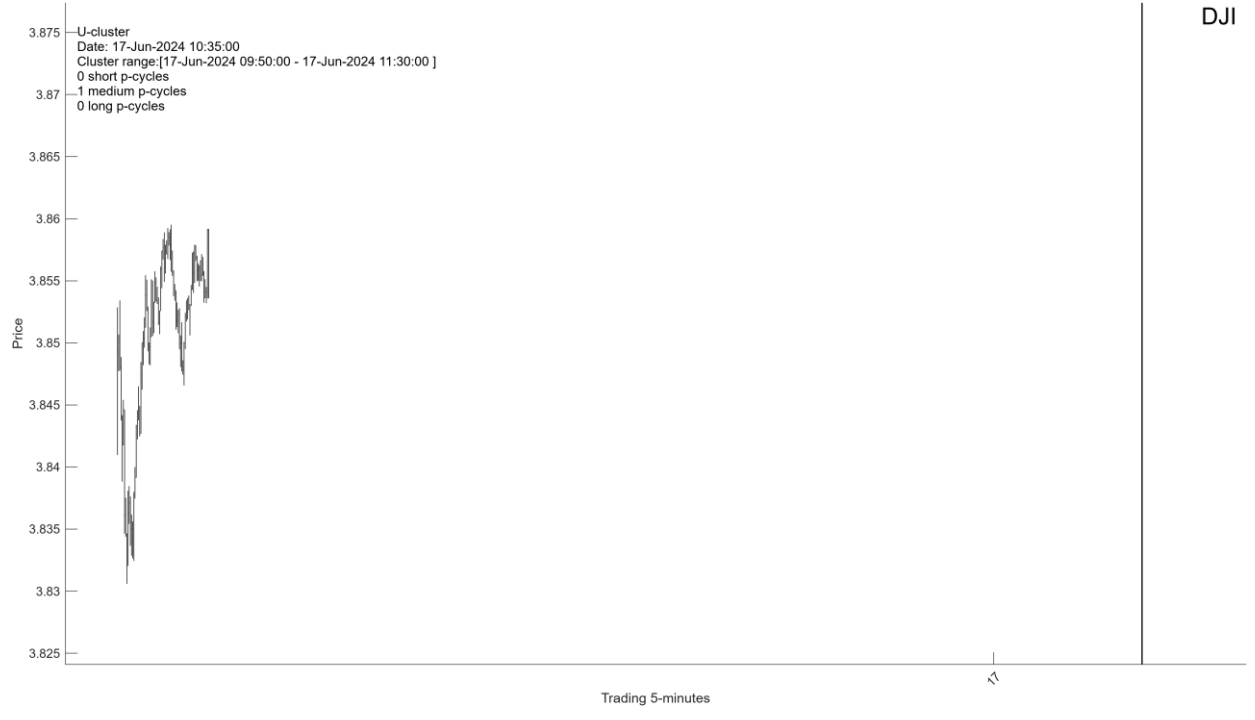 DJI
U-cluster
Date: 17-Jun-2024 10:35:00
Cluster range:[17-Jun-2024 09:50:00 - 17-Jun-2024 11:30:00 ]
0 short p-cycles
1 medium p-cycles
0 long p-cycles
3.875
3.87
3.865
3.86
3.855
3.85
3.845
3.84
3.835
3.83
3.825
Price
17
Trading 5-minutes